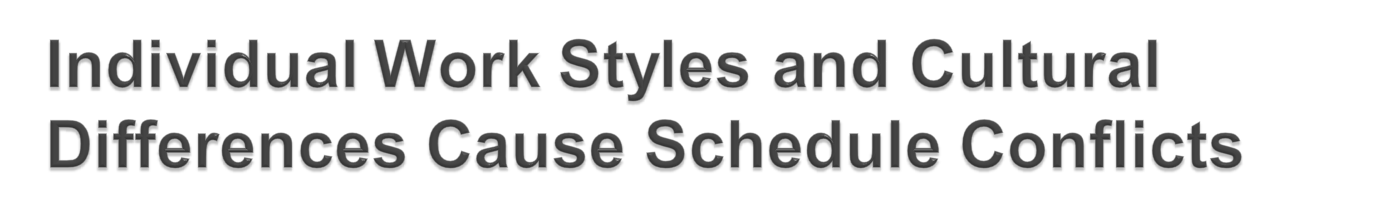 Individual Work Styles and Cultural
Differences Cause Schedule Conflicts